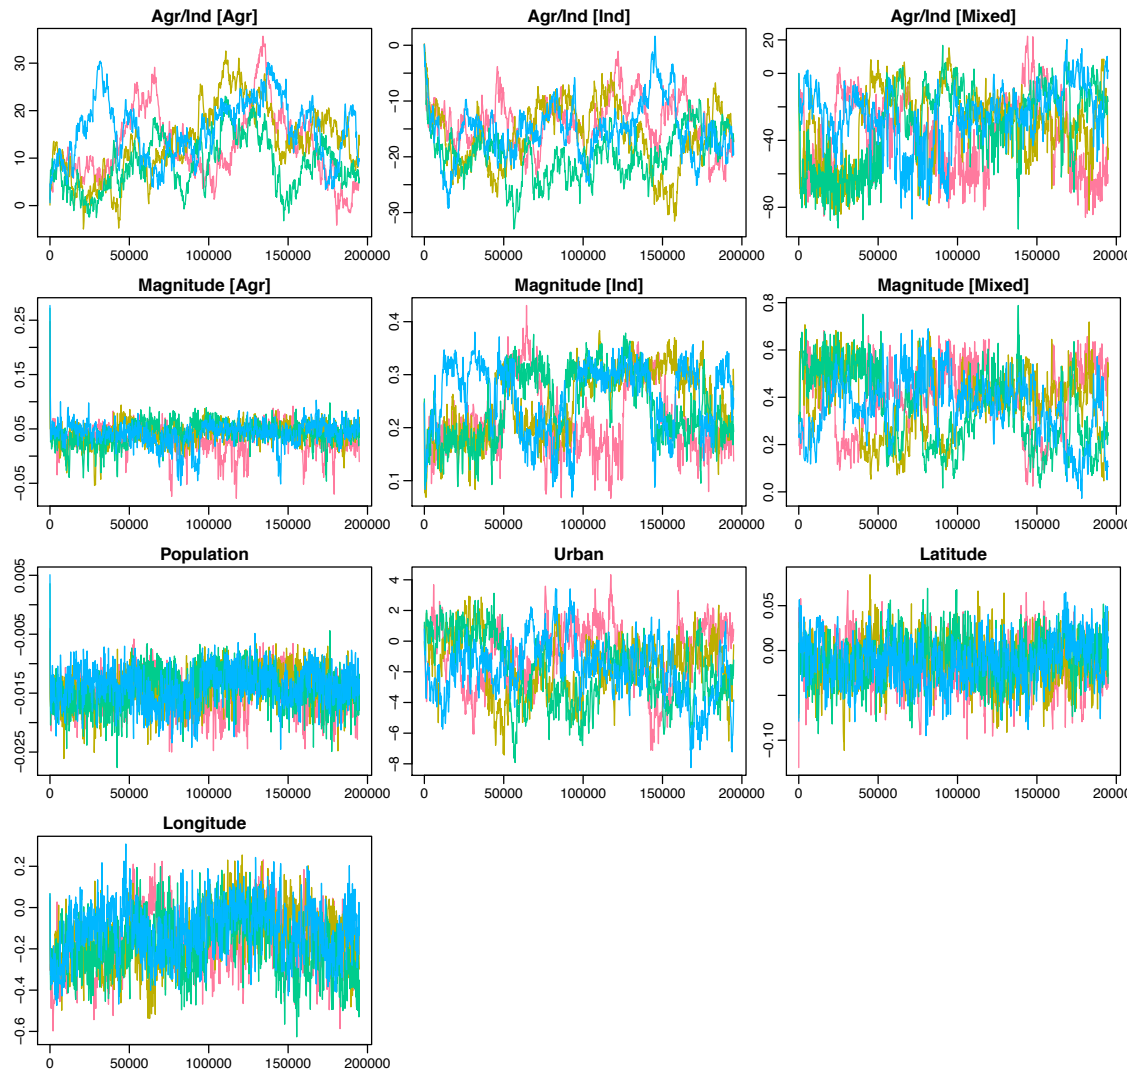 Agr/Ind [Agr] Agr/Ind [Ind] Agr/Ind [Mixed]
30 20 10 0
0 -10 -20 -30
20 0 -40 -80
0 50000 100000 150000 200000
0 50000 100000 150000 200000
0 50000 100000 150000 20000
Magnitude [Agr] Magnitude [Ind] Magnitude [Mixed]
0.25 0.15 0.05 -0.05
0.4 0.3 0.2 0.1
0.8 0.6 0.4 0.2 0.0
0 50000 100000 150000 200000
0 50000 100000 150000 200000
0 50000 100000 150000 20000
Population Urban Latitude
0.005 -0.005 -0.015 -0.025
4 2 0 -2 -4 -6 -8
0.05 0.00 -0.10
0 50000 100000 150000 200000
0 50000 100000 150000 200000
0 50000 100000 150000 20000
Longitude
0.2 0.0 -0.2 -0.4 -0.6
0 50000 100000 150000 200000